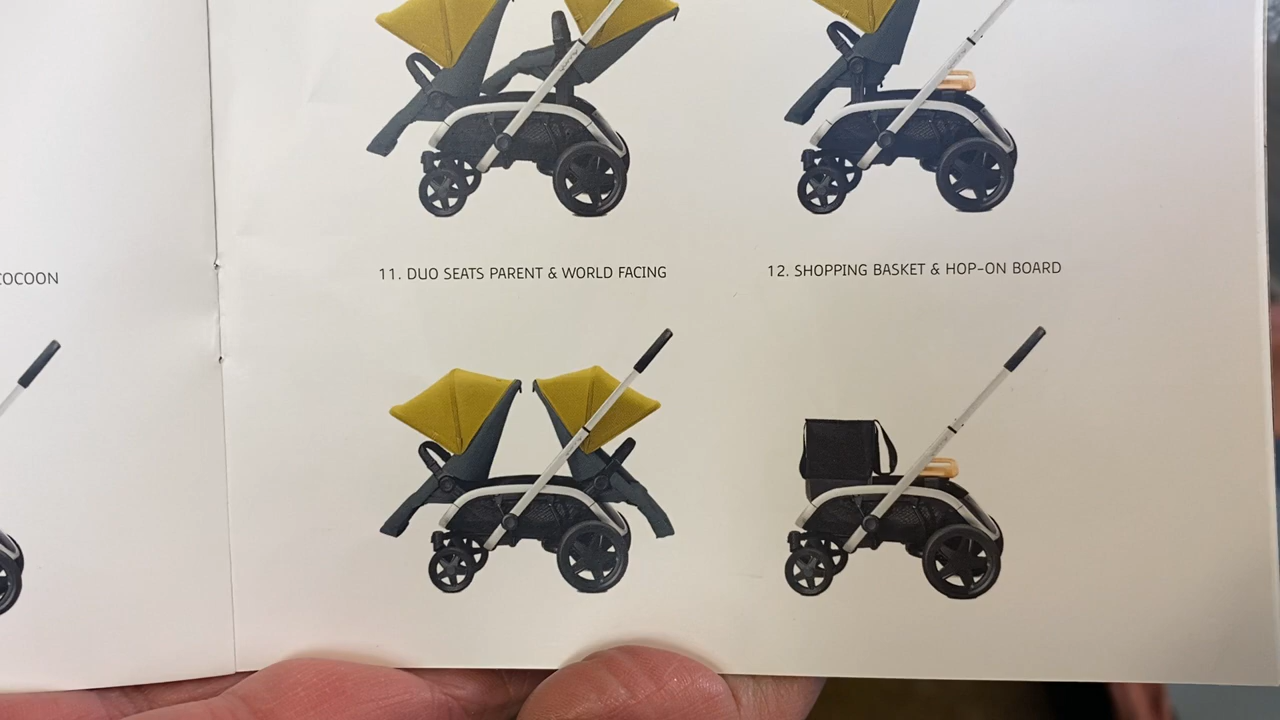 COCOON
11. DUO SEATS PARENT & WORLD FACING
12. SHOPPING BASKET & HOP-ON BOARD